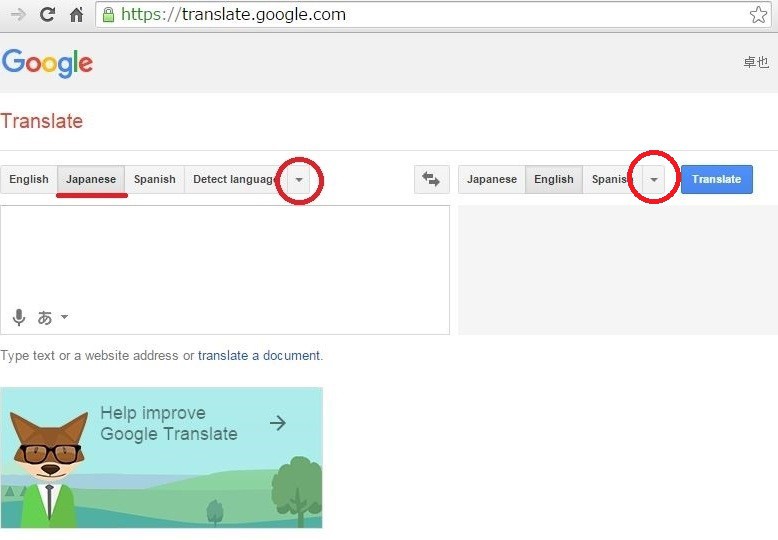 https://translate.google.com
Google
卓也
Translate
English Japanese Spanish Detect language
Japanese English Spanish Translate
あ
Type text or a website address or translate a document.
Help improve
Google Translate